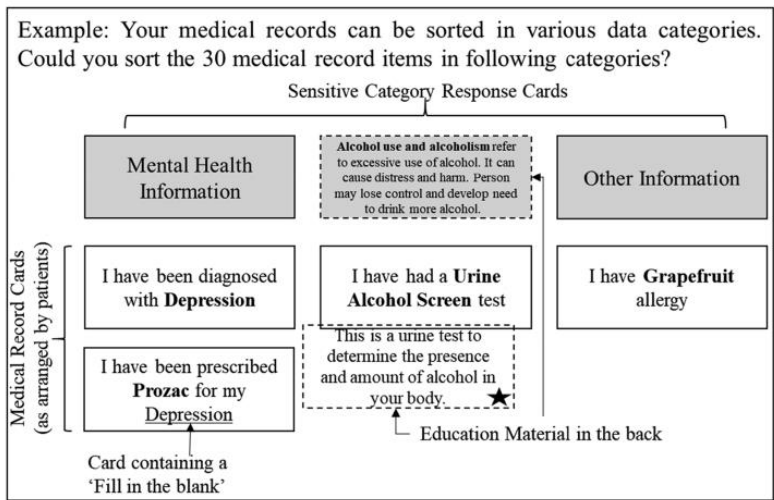 Example: Your medical records can be sorted in various data categories.
Could you sort the 30 medical record items in following categories?
Sensitive Category Response Cards
Mental Health
Information
Alcohol use and alcoholism refer
to excessive use of alcohol. It can
cause distress and harm. Person
may lose control and develop need
to drink more alcohol.
Other Information
Medical Record Cards
(as arranged by patients)
I have been diagnosed
with Depression
I have had a Urine
Alcohol Screen test
I have Grapefruit
allergy
I have been prescribed
Prozac for my
Depression
This is a urine test to
determine the presence
and amount of alcohol in
your body.
Education Material in the back
Card containing a
‘Fill in the blank’